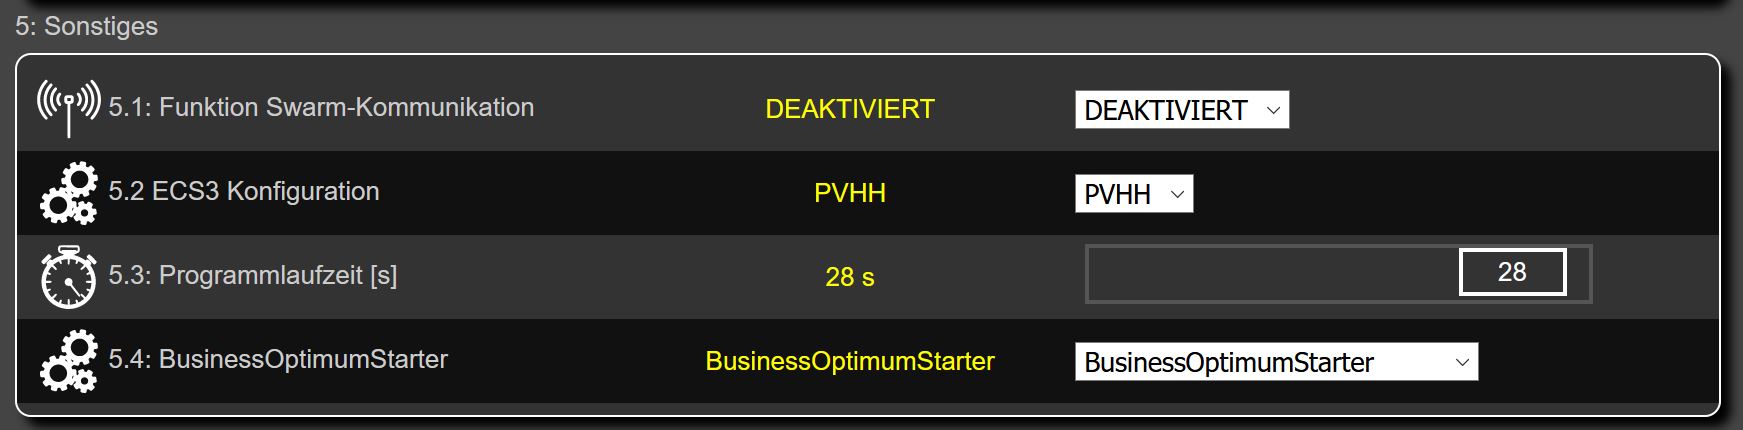 5: Sonstiges
5.1: Funktion Swarm-Kommunikation DEAKTIVIERT DEAKTIVIERT
5.2 ECS3 Konfiguration PVHH PVHH
5.3: Programmlaufzeit [s] 28 s 28
5.4: BusinessOptimumStarter BusinessOptimumStarter BusinessOptimumStarter